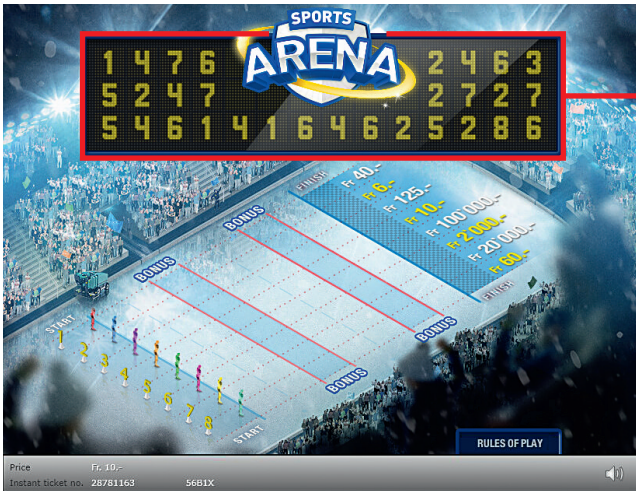 SPORTS
ARENA
1 4 7 6 2 4 6 3
5 2 4 7 2 7 2 7
5 4 6 1 4 1 6 4 6 2 5 2 8 6
FINISH
Fr 40.-
Fr 6.-
Fr 125.-
Fr 10.-
Fr 100'000.-
Fr 2'000.-
Fr 20'000.-
Fr 60.-
FINISH
BONUS
BONUS
BONUS
BONUS
START
1 2 3 4 5 6 7 8
START
RULES OF PLAY
Price Fr. 10.-
Instant ticket no. 28781163 56B1X